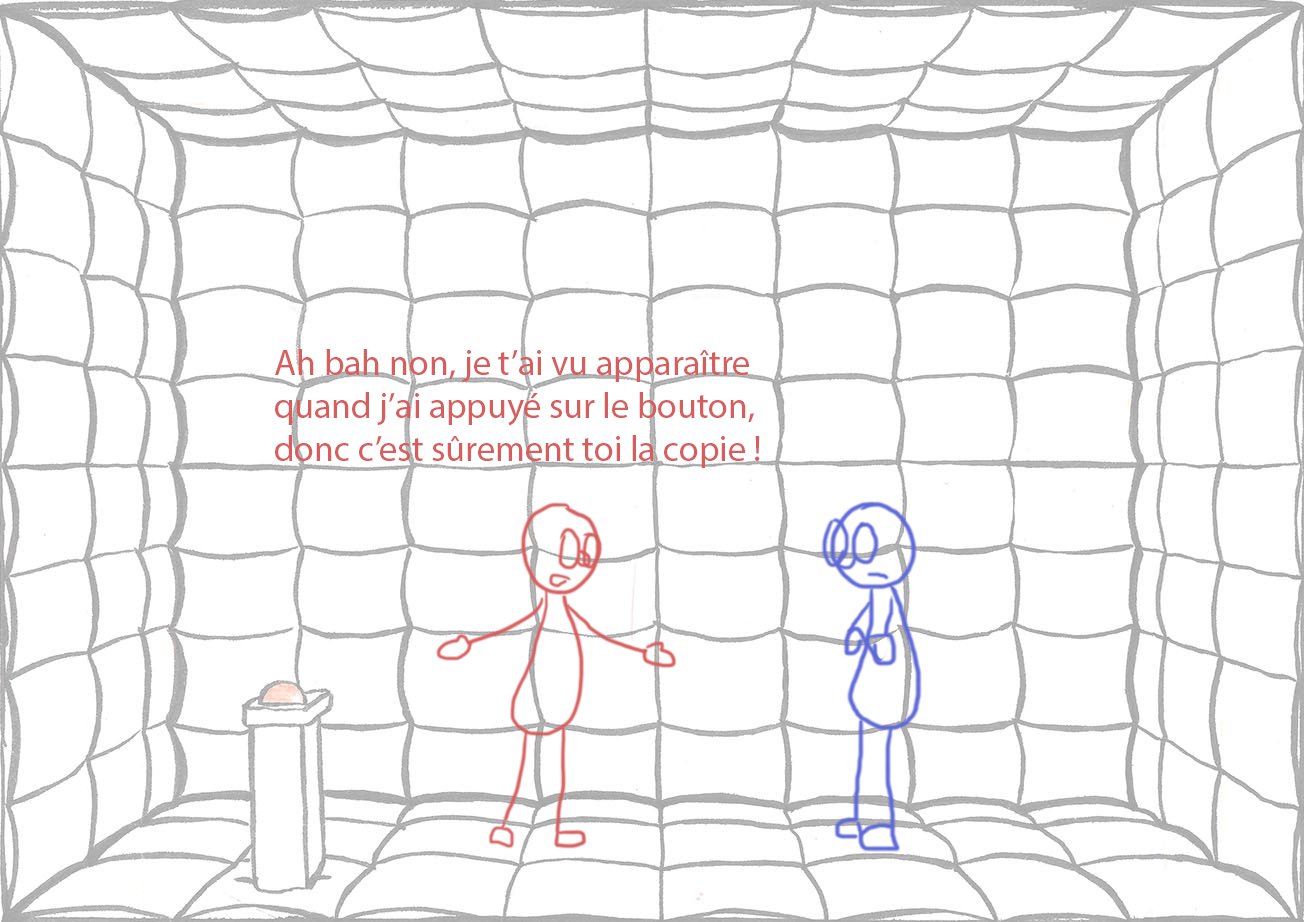 Ah bah non, je t’ai vu apparaître
quand j’ai appuyé sur le bouton,
donc c’est sûrement toi la copie !